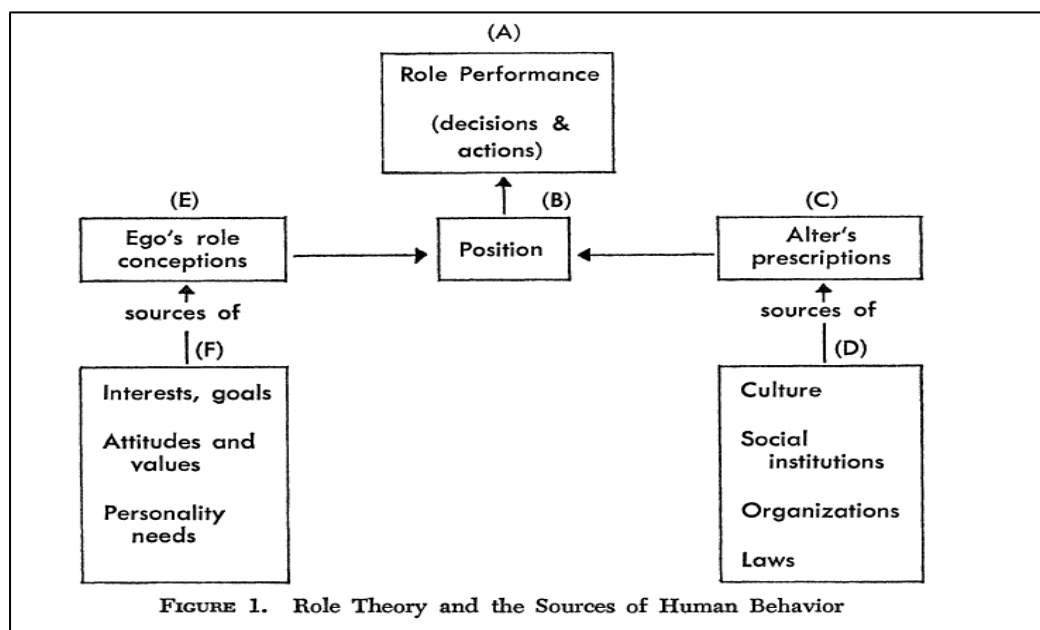 (A)
Role Performance
(decisions &
actions)
(E)
(B)
(C)
Ego's role
conceptions
Position
Alter's
prescriptions
sources of
sources of
(F)
(D)
Interests, goals
Attitudes and
values
Personality
needs
Culture
Social
institutions
Organizations
Laws
FIGURE 1. Role Theory and the Sources of Human Behavior